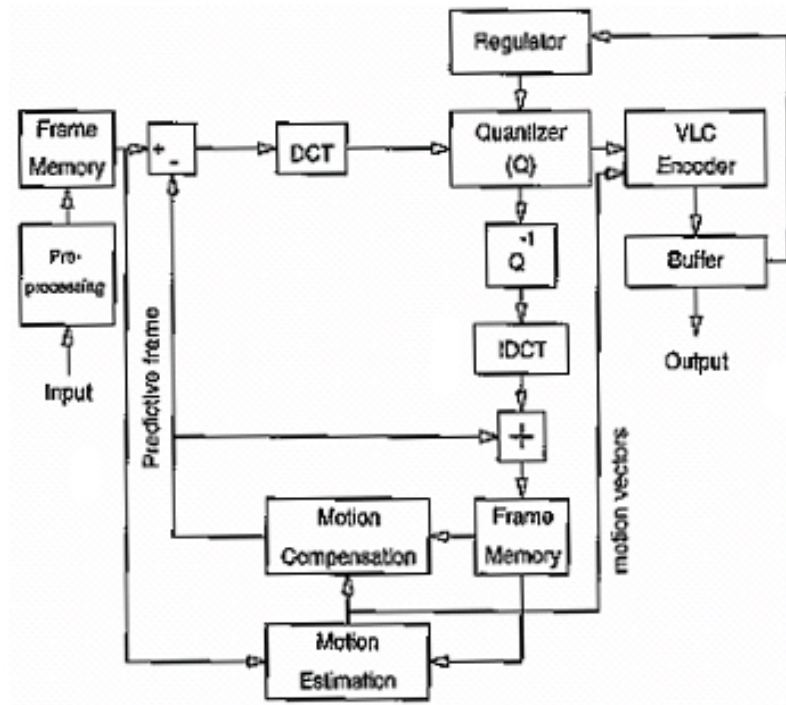 Regulator
Frame
Memory
+
-
DCT
Quantizer
(Q)
VLC
Encoder
Pre-
processing
Q
-1
Buffer
IDCT
Input
Predictive frame
Output
+
motion vectors
Motion
Compensation
Frame
Memory
Motion
Estimation